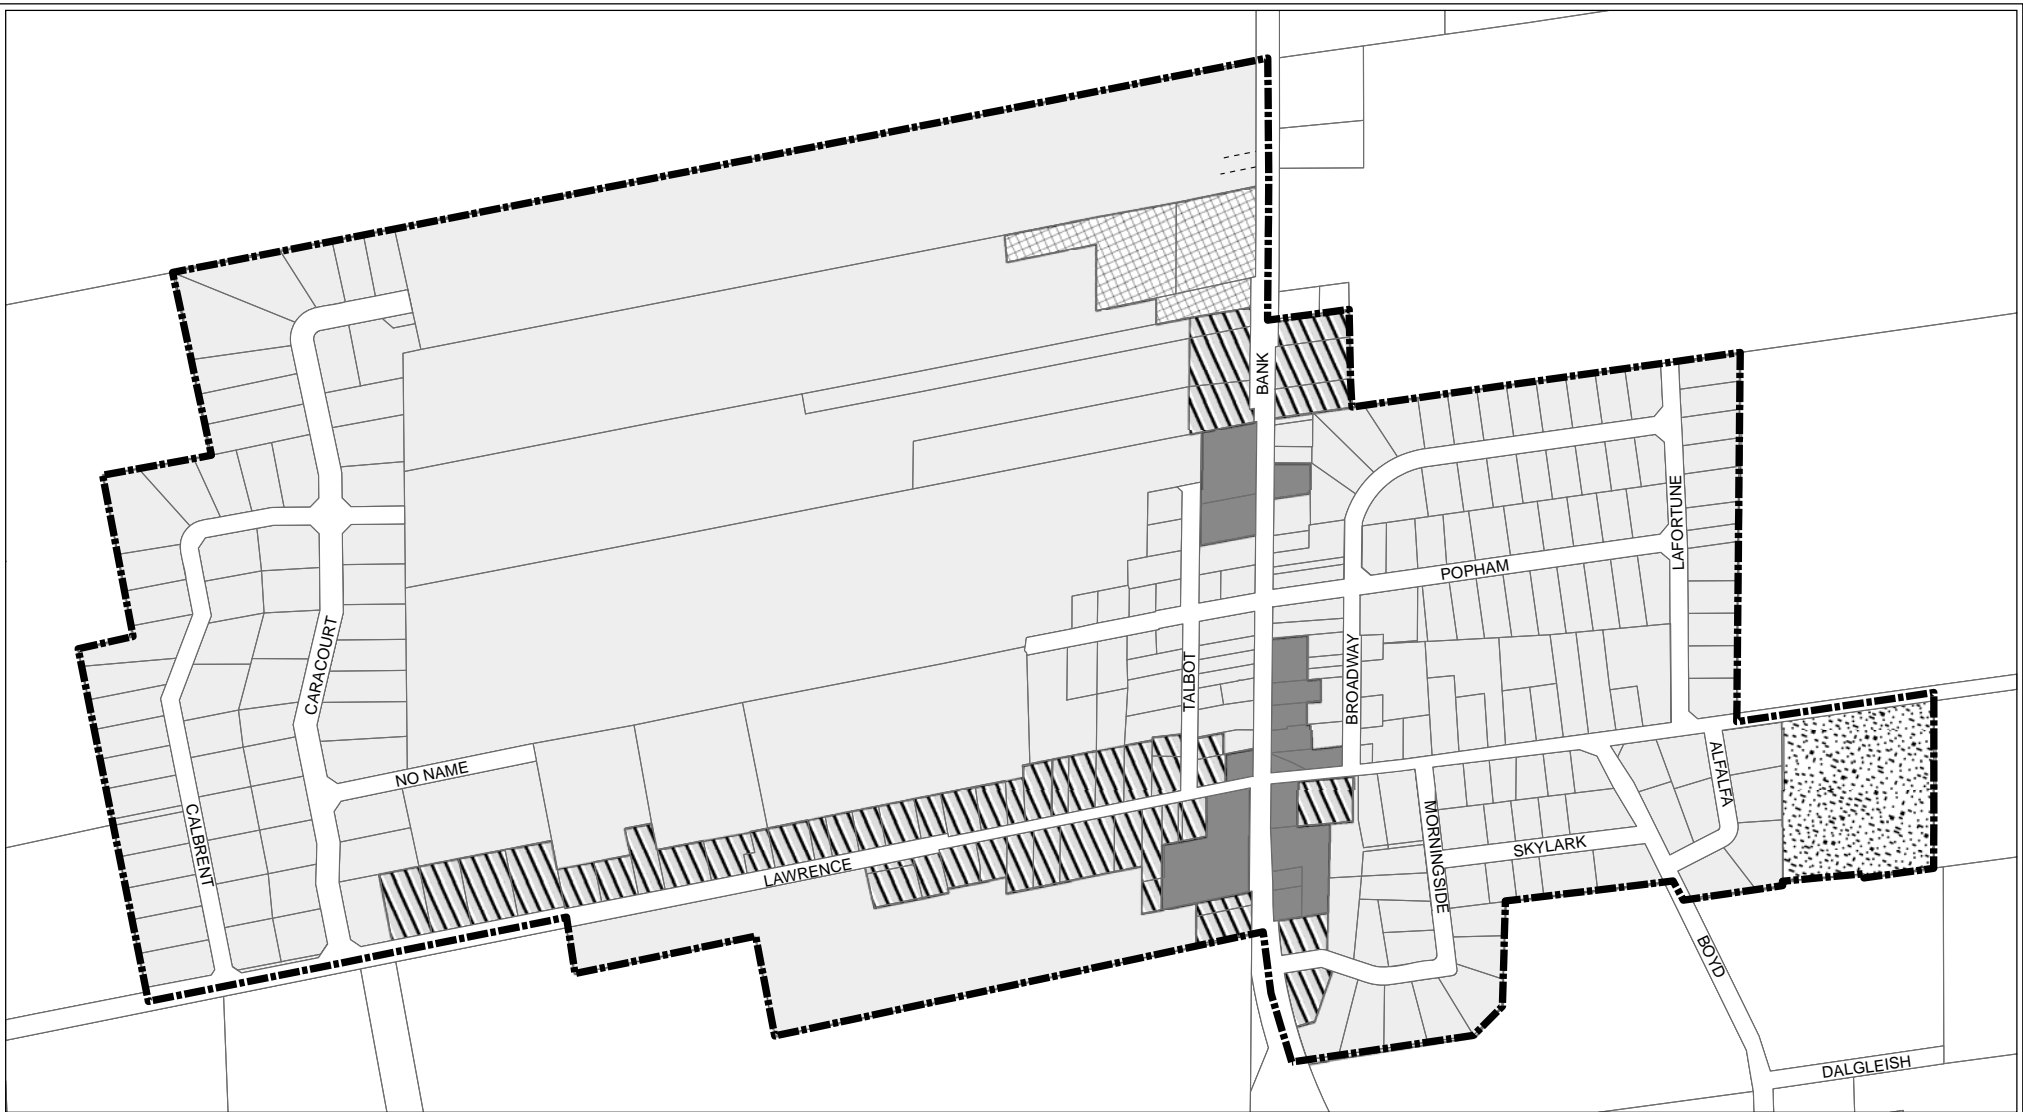 BANK
LAFORTUNE
POPHAM
CARACOURT
TALBOT
BROADWAY
NO NAME
ALFALFA
CALBRENT
MORNINGSIDE
SKYLARK
LAWRENCE
BOYD
DALGLEISH